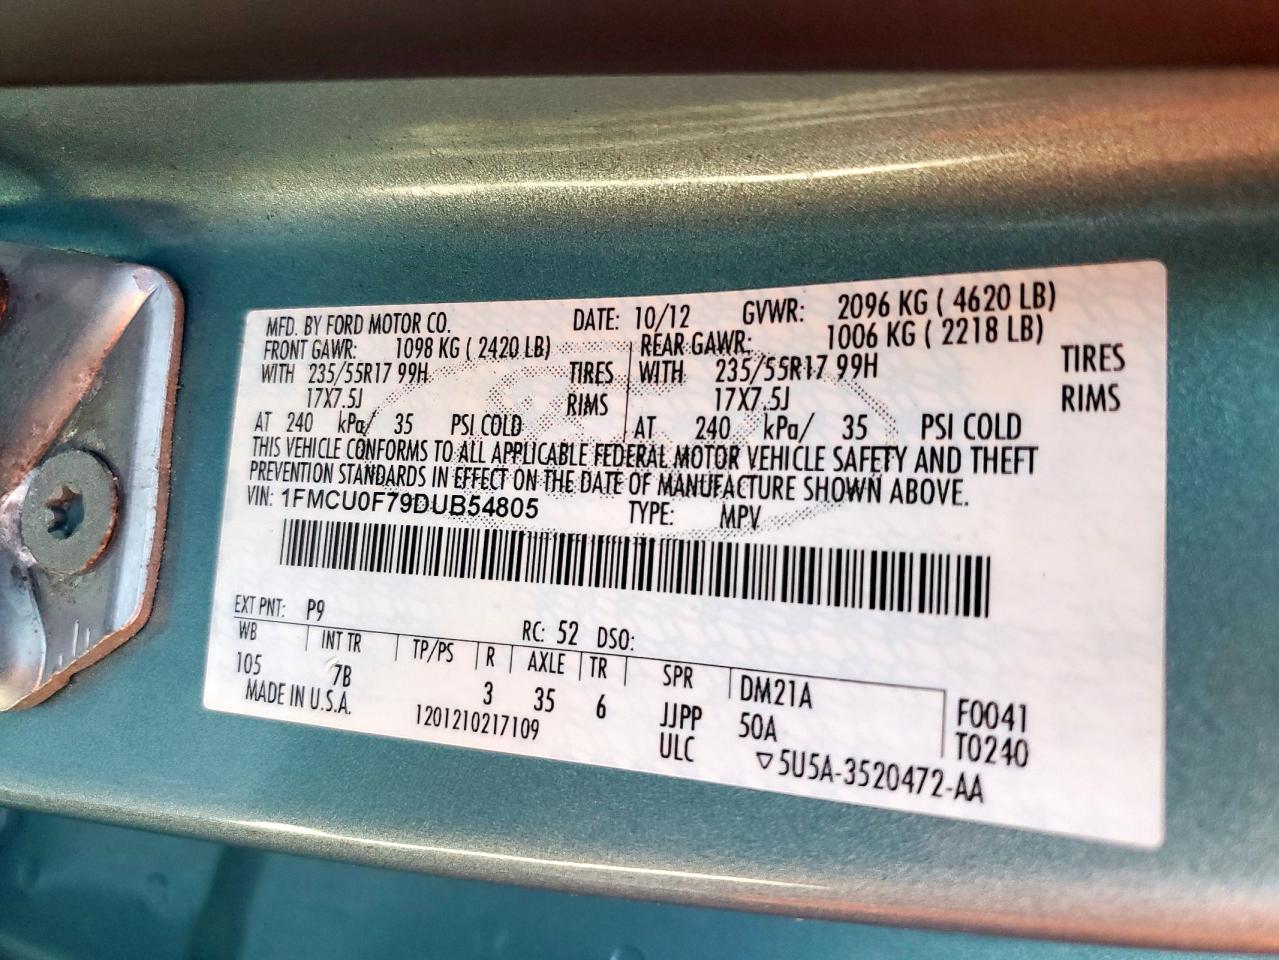 MFD. BY FORD MOTOR CO. DATE: 10/12 GVWR: 2096 KG ( 4620 LB)
FRONT GAWR: 1098 KG ( 2420 LB) REAR GAWR: 1006 KG ( 2218 LB)
WITH 235/55R17 99H TIRES WITH 235/55R17 99H TIRES
17X7.5J RIMS 17X7.5J RIMS
AT 240 kPa/ 35 PSI COLD AT 240 kPa/ 35 PSI COLD
THIS VEHICLE CONFORMS TO ALL APPLICABLE FEDERAL MOTOR VEHICLE SAFETY AND THEFT
PREVENTION STANDARDS IN EFFECT ON THE DATE OF MANUFACTURE SHOWN ABOVE.
VIN: 1FMCU0F79DUB54805 TYPE: MPV
EXT PNT: P9 RC: 52 DSO:
WB INT TR TP/PS R AXLE TR SPR DM21A F0041
105 7B 3 35 6 JJPP 50A T0240
MADE IN U.S.A. 1201210217109 ULC ▽5U5A-3520472-AA